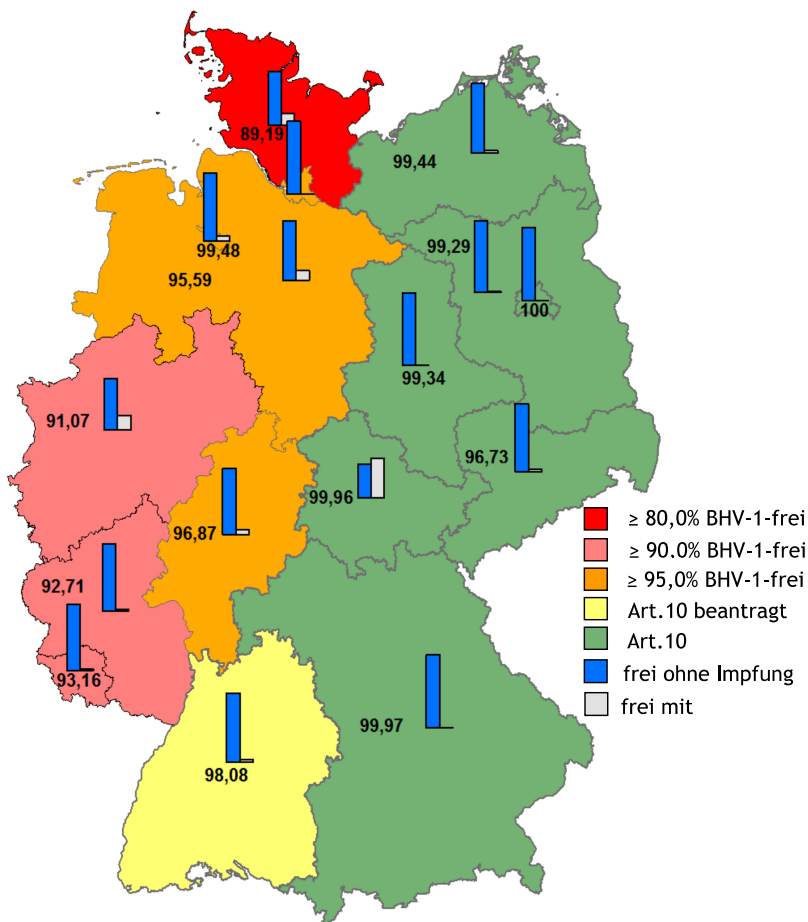 89,19
99,44
99,48
99,29
95,59
100
99,34
91,07
96,73
99,96
96,87
92,71
93,16
99,97
98,08
≥ 80,0% BHV-1-frei
≥ 90.0% BHV-1-frei
≥ 95,0% BHV-1-frei
Art.10 beantragt
Art.10
frei ohne Impfung
frei mit